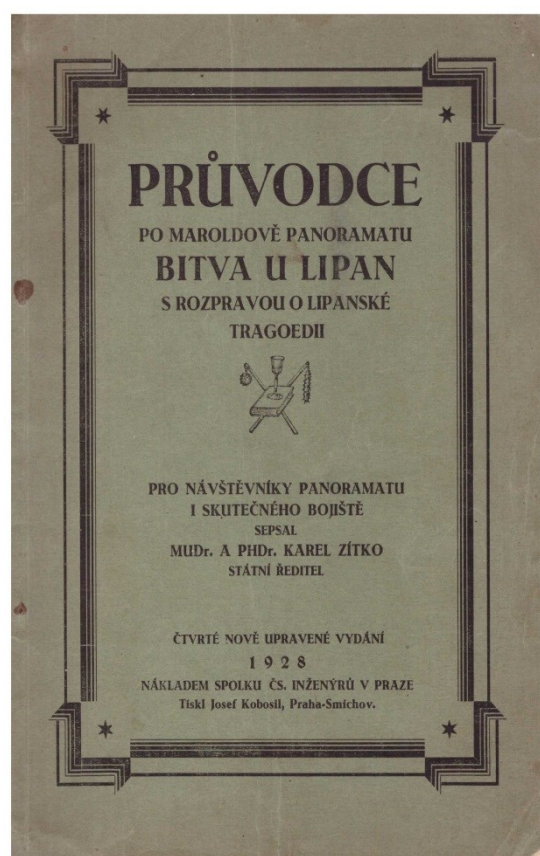 PRŮVODCE
PO MAROLDOVĚ PANORAMATU
BITVA U LIPAN
S ROZPRAVOU O LIPANSKÉ
TRAGOEDII
PRO NÁVŠTĚVNÍKY PANORAMATU
I SKUTEČNÉHO BOJIŠTĚ
SEPSAL
MUDr. A PHDr. KAREL ZÍTKO
STÁTNÍ ŘEDITEL
ČTVRTÉ NOVĚ UPRAVENÉ VYDÁNÍ
1928
NÁKLADEM SPOLKU ČS. INŽENÝRŮ V PRAZE
Tiskl Josef Kobosil, Praha-Smíchov.